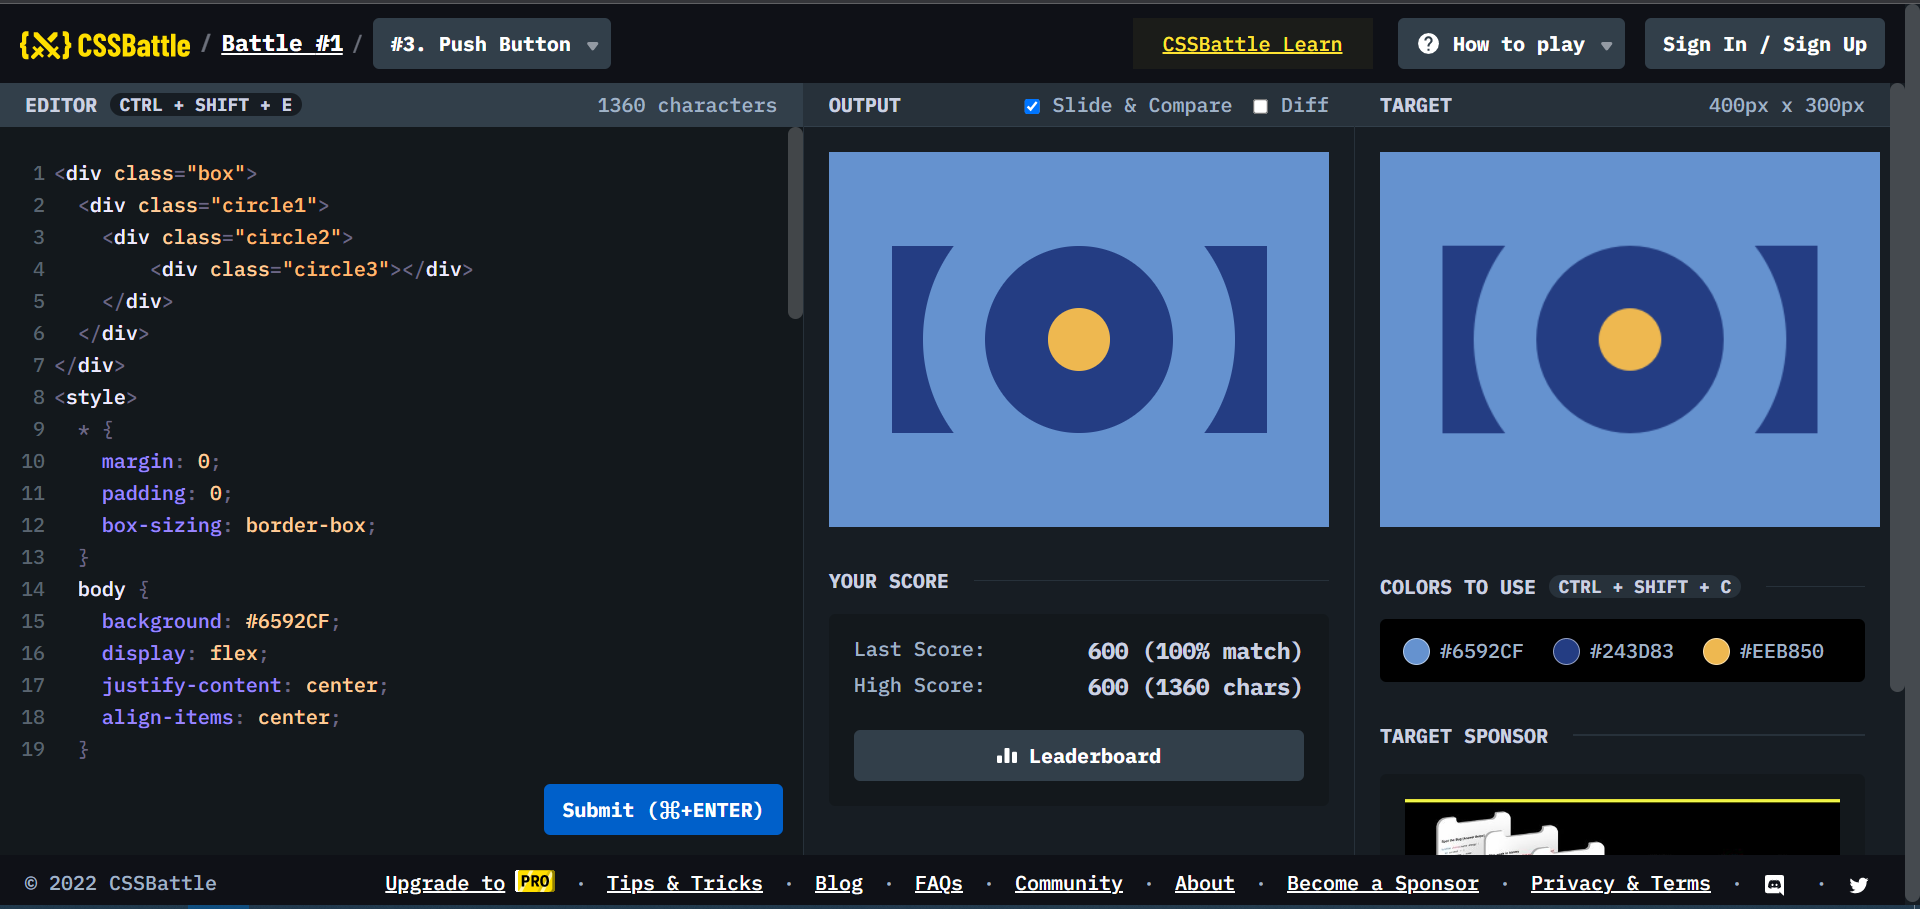 CSSBattle / Battle #1 / #3. Push Button
CSSBattle Learn
How to play
Sign In / Sign Up
EDITOR CTRL + SHIFT + E 1360 characters
1 <div class="box">
2 <div class="circle1">
3 <div class="circle2">
4 <div class="circle3"></div>
5 </div>
6 </div>
7 </div>
8 <style>
9 * {
10 margin: 0;
11 padding: 0;
12 box-sizing: border-box;
13 }
14 body {
15 background: #6592CF;
16 display: flex;
17 justify-content: center;
18 align-items: center;
19 }
Submit (⌘+ENTER)
OUTPUT Slide & Compare Diff
YOUR SCORE
Last Score: 600 (100% match)
High Score: 600 (1360 chars)
Leaderboard
TARGET 400px x 300px
COLORS TO USE CTRL + SHIFT + C
#6592CF #243D83 #EEB850
TARGET SPONSOR
© 2022 CSSBattle
Upgrade to PRO · Tips & Tricks · Blog · FAQs · Community · About · Become a Sponsor · Privacy & Terms · ·